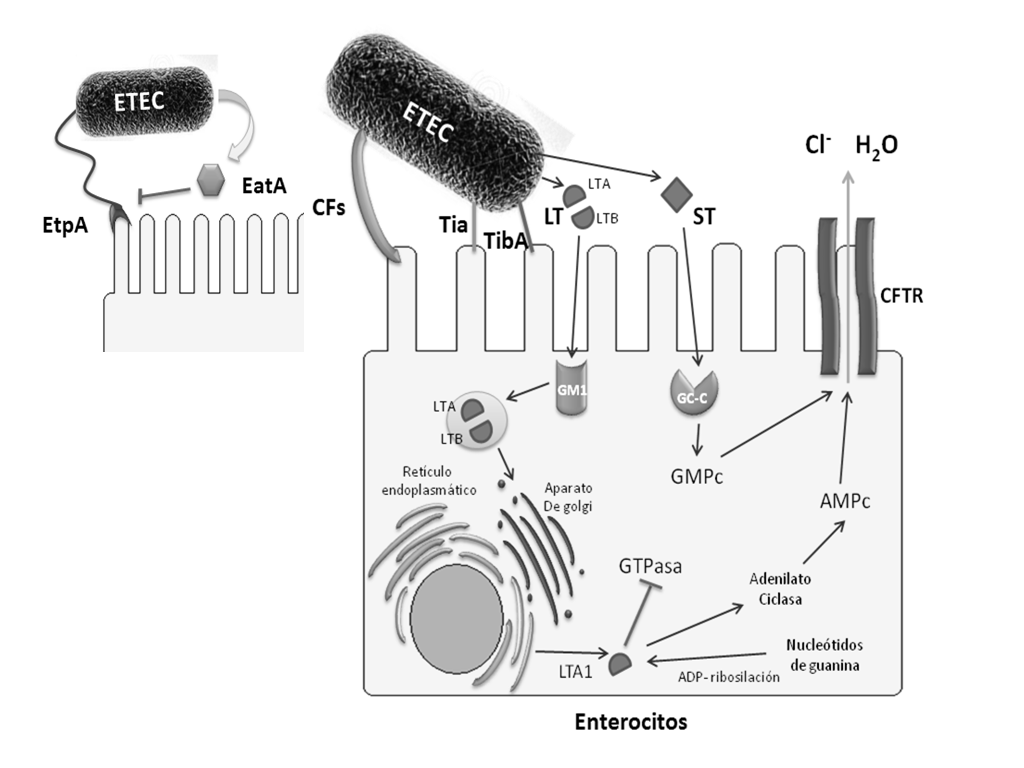 ETEC
EatA
EtpA
ETEC
CFs
Tia
TibA
LT
LTA
LTB
ST
Cl- H2O
CFTR
GM1
GC-C
LTA
LTB
GMPc
AMPc
Retículo
endoplasmático
Aparato
De golgi
GTPasa
Adenilato
Ciclasa
Nucleótidos
de guanina
LTA1
ADP- ribosilación
Enterocitos